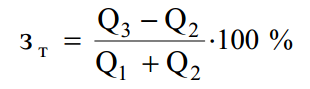 з т = (Q3 – Q2) / (Q1 + Q2) · 100 %